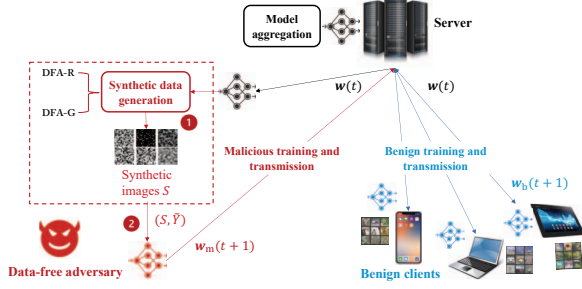 Model
aggregation
Server
DFA-R
DFA-G
Synthetic data
generation
1
w(t)
w(t)
Synthetic
images S
Malicious training and
transmission
Benign training and
transmission
2
(S, Ỹ)
w_m(t + 1)
w_b(t + 1)
Data-free adversary
Benign clients